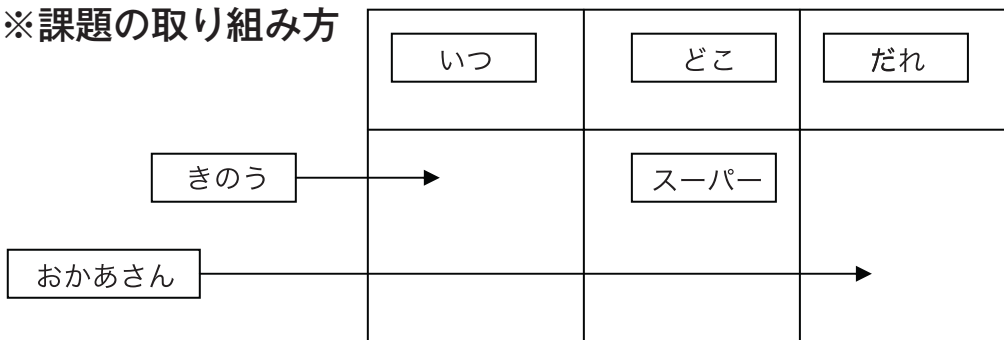 ※課題の取り組み方
いつ
どこ
だれ
きのう
スーパー
おかあさん